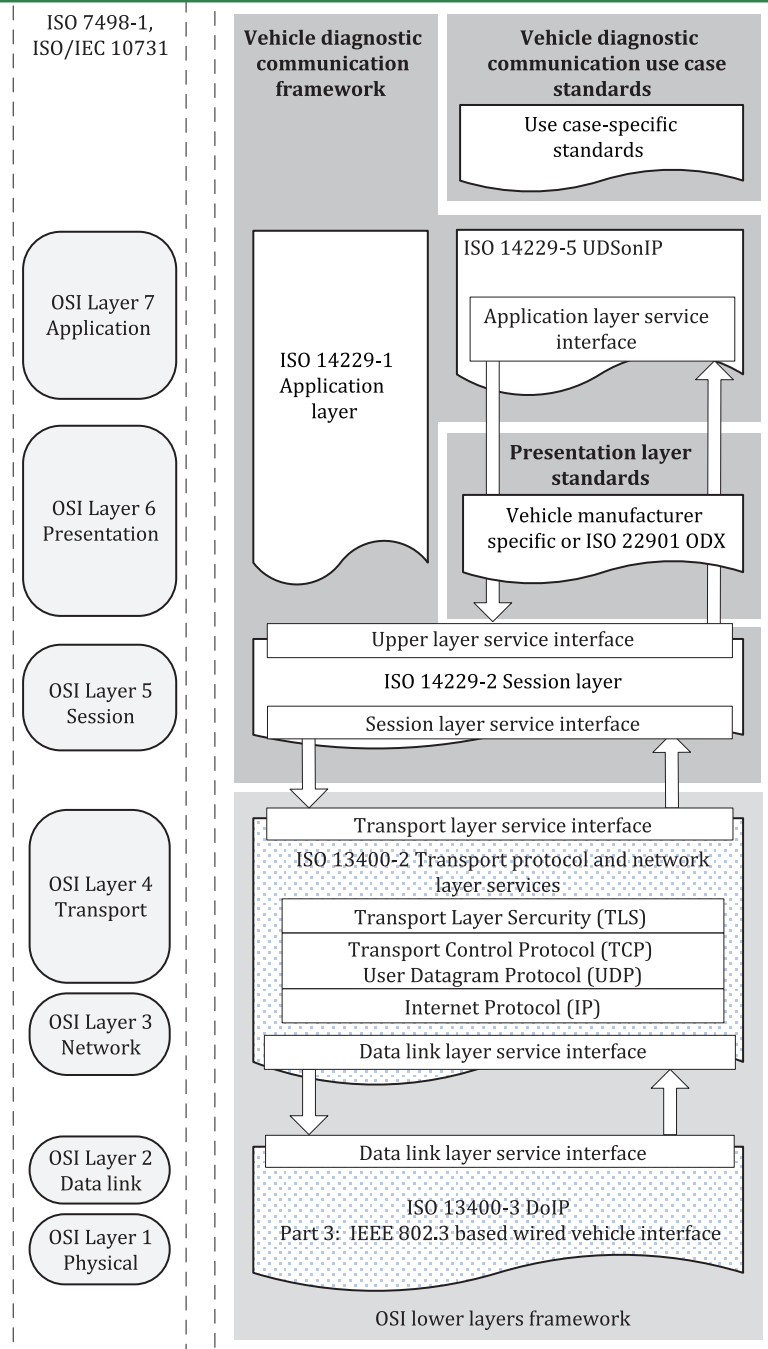 ISO 7498-1,
ISO/IEC 10731
Vehicle diagnostic
communication
framework
Vehicle diagnostic
communication use case
standards
Use case-specific
standards
OSI Layer 7
Application
ISO 14229-1
Application
layer
ISO 14229-5 UDSonIP
Application layer service
interface
OSI Layer 6
Presentation
Presentation layer
standards
Vehicle manufacturer
specific or ISO 22901 ODX
OSI Layer 5
Session
Upper layer service interface
ISO 14229-2 Session layer
Session layer service interface
OSI Layer 4
Transport
Transport layer service interface
ISO 13400-2 Transport protocol and network
layer services
Transport Layer Sercurity (TLS)
Transport Control Protocol (TCP)
User Datagram Protocol (UDP)
Internet Protocol (IP)
OSI Layer 3
Network
Data link layer service interface
OSI Layer 2
Data link
Data link layer service interface
OSI Layer 1
Physical
ISO 13400-3 DoIP
Part 3: IEEE 802.3 based wired vehicle interface
OSI lower layers framework